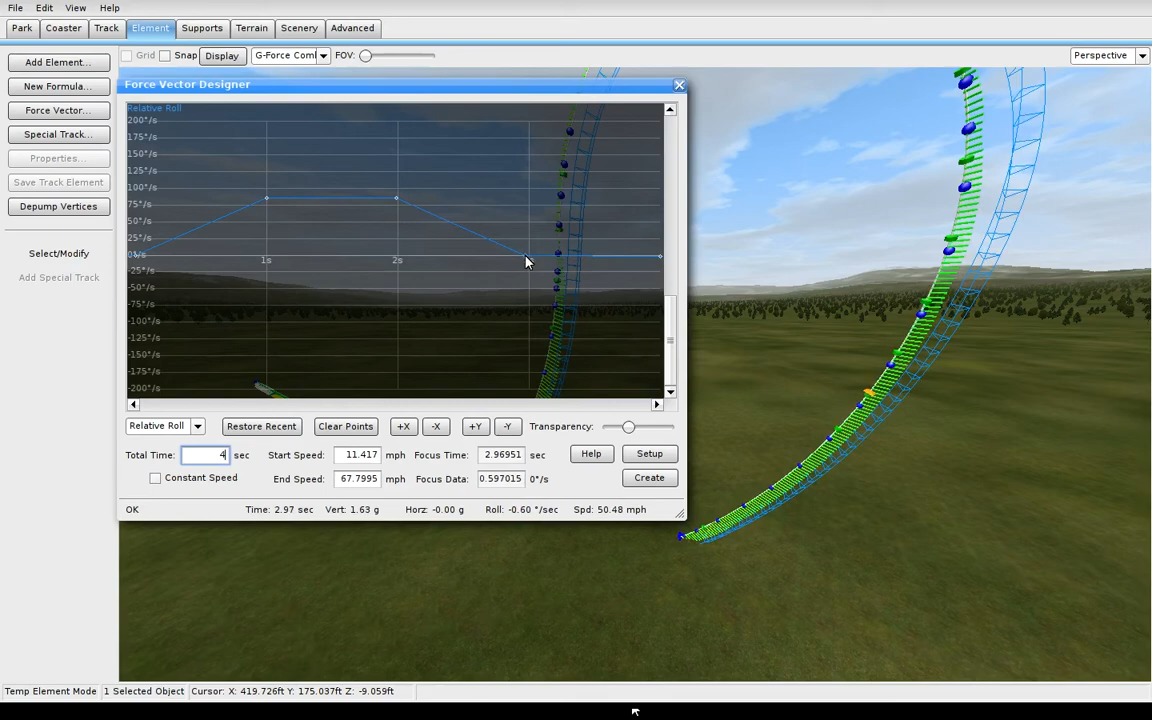 File Edit View Help
Park Coaster Track Element Supports Terrain Scenery Advanced
Add Element... Grid Snap Display G-Force Coml FOV: Perspective
New Formula...
Force Vector...
Special Track...
Properties...
Save Track Element
Depump Vertices
Select/Modify
Add Special Track
Force Vector Designer
Relative Roll
200°/s
175°/s
150°/s
125°/s
100°/s
75°/s
50°/s
25°/s
0°/s 1s 2s
-25°/s
-50°/s
-75°/s
-100°/s
-125°/s
-150°/s
-175°/s
-200°/s
Relative Roll Restore Recent Clear Points +X -X +Y -Y Transparency:
Total Time: 4 sec Start Speed: 11.417 mph Focus Time: 2.96951 sec Help Setup
Constant Speed End Speed: 67.7995 mph Focus Data: 0.597015 0°/s Create
OK Time: 2.97 sec Vert: 1.63 g Horz: -0.00 g Roll: -0.60 °/sec Spd: 50.48 mph
Temp Element Mode 1 Selected Object Cursor: X: 419.726ft Y: 175.037ft Z: -9.059ft